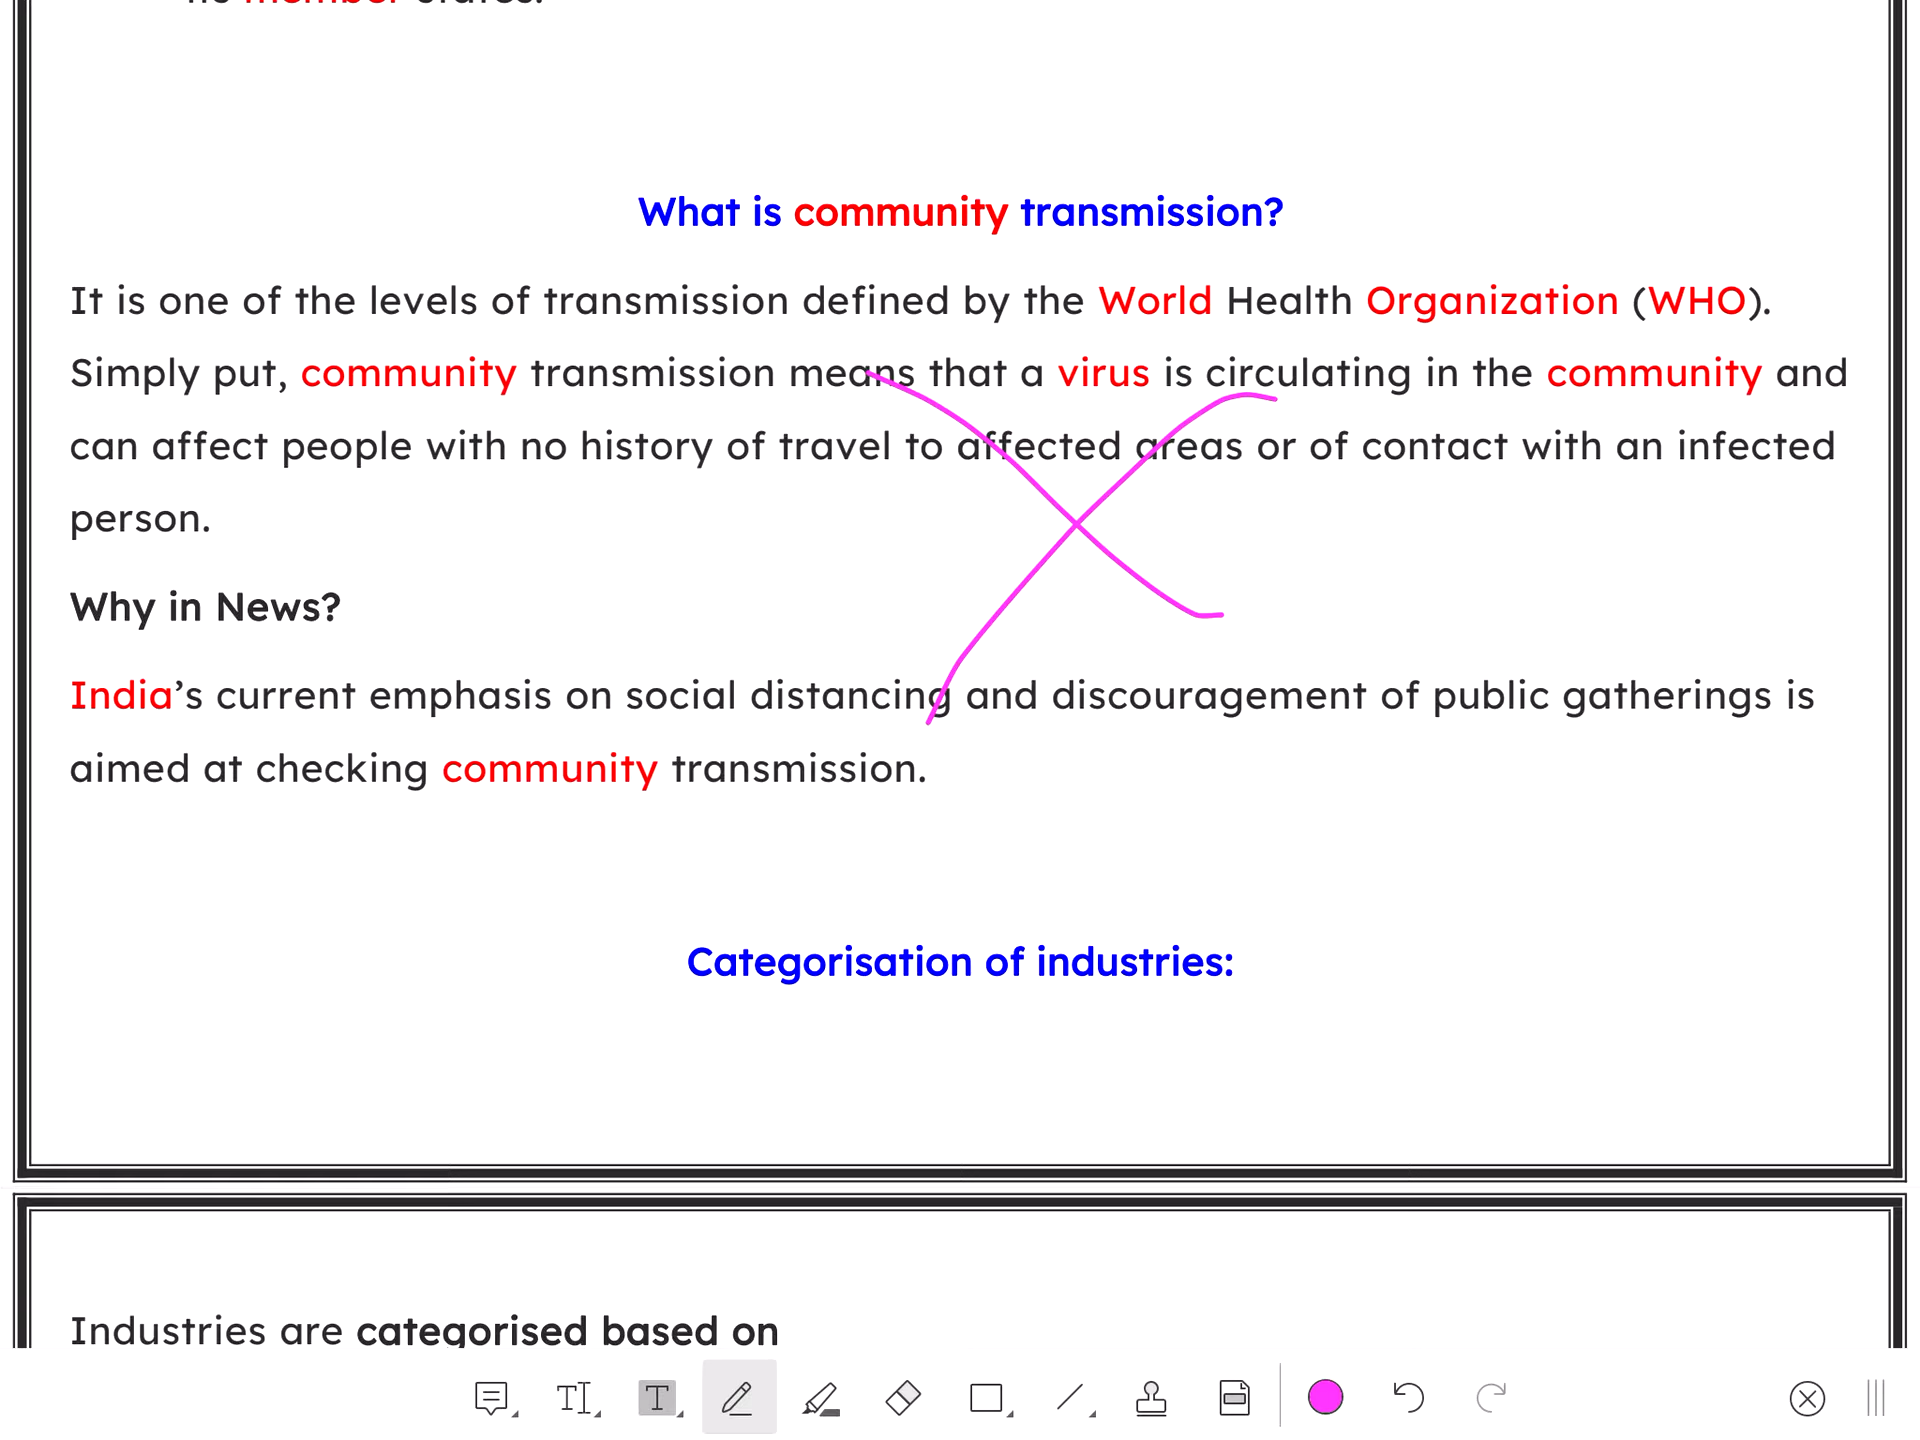 member states.
What is community transmission?
It is one of the levels of transmission defined by the World Health Organization (WHO).
Simply put, community transmission means that a virus is circulating in the community and
can affect people with no history of travel to affected areas or of contact with an infected
person.
Why in News?
India’s current emphasis on social distancing and discouragement of public gatherings is
aimed at checking community transmission.
Categorisation of industries:
Industries are categorised based on